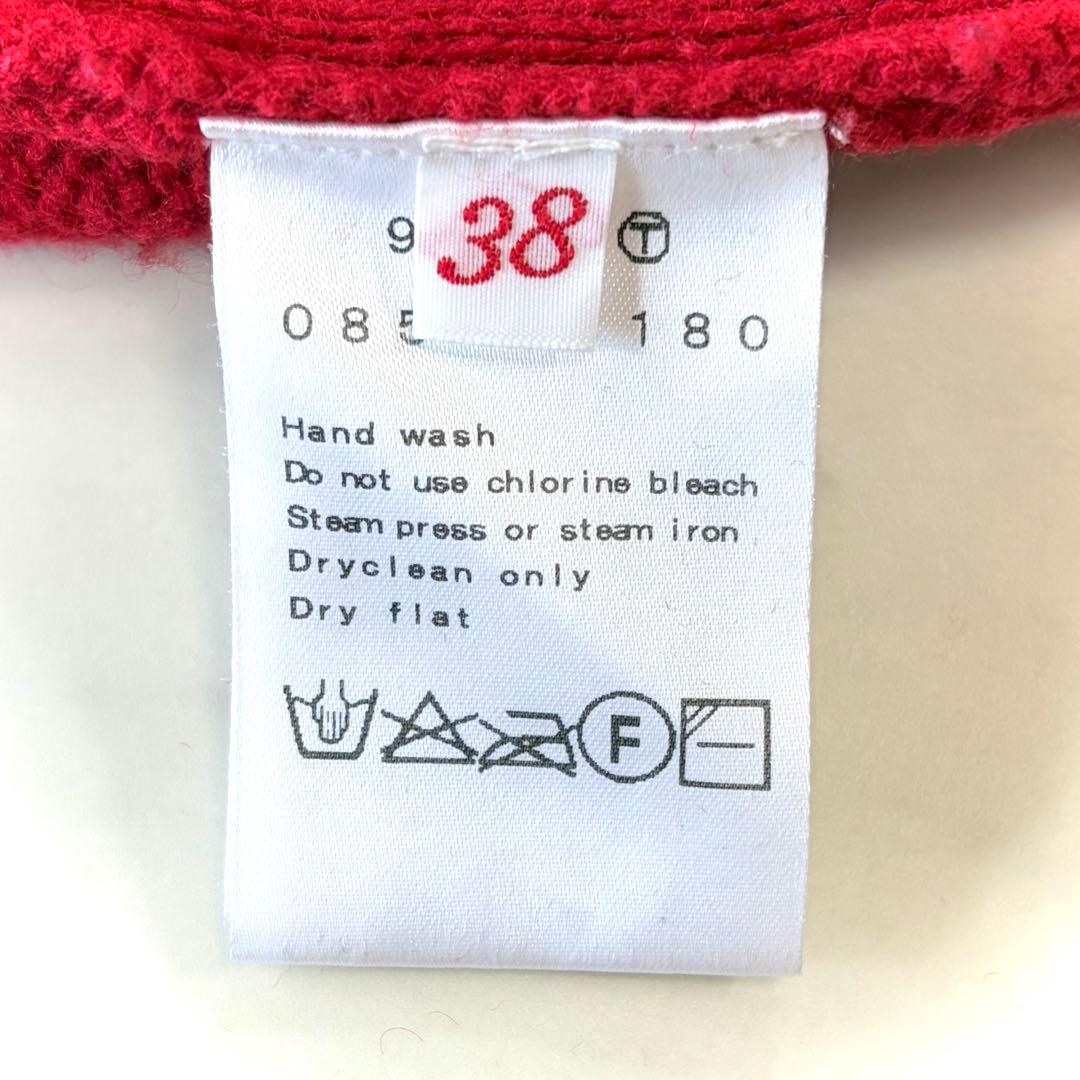 38
9 T
085 180
Hand wash
Do not use chlorine bleach
Steam press or steam iron
Dryclean only
Dry flat
F